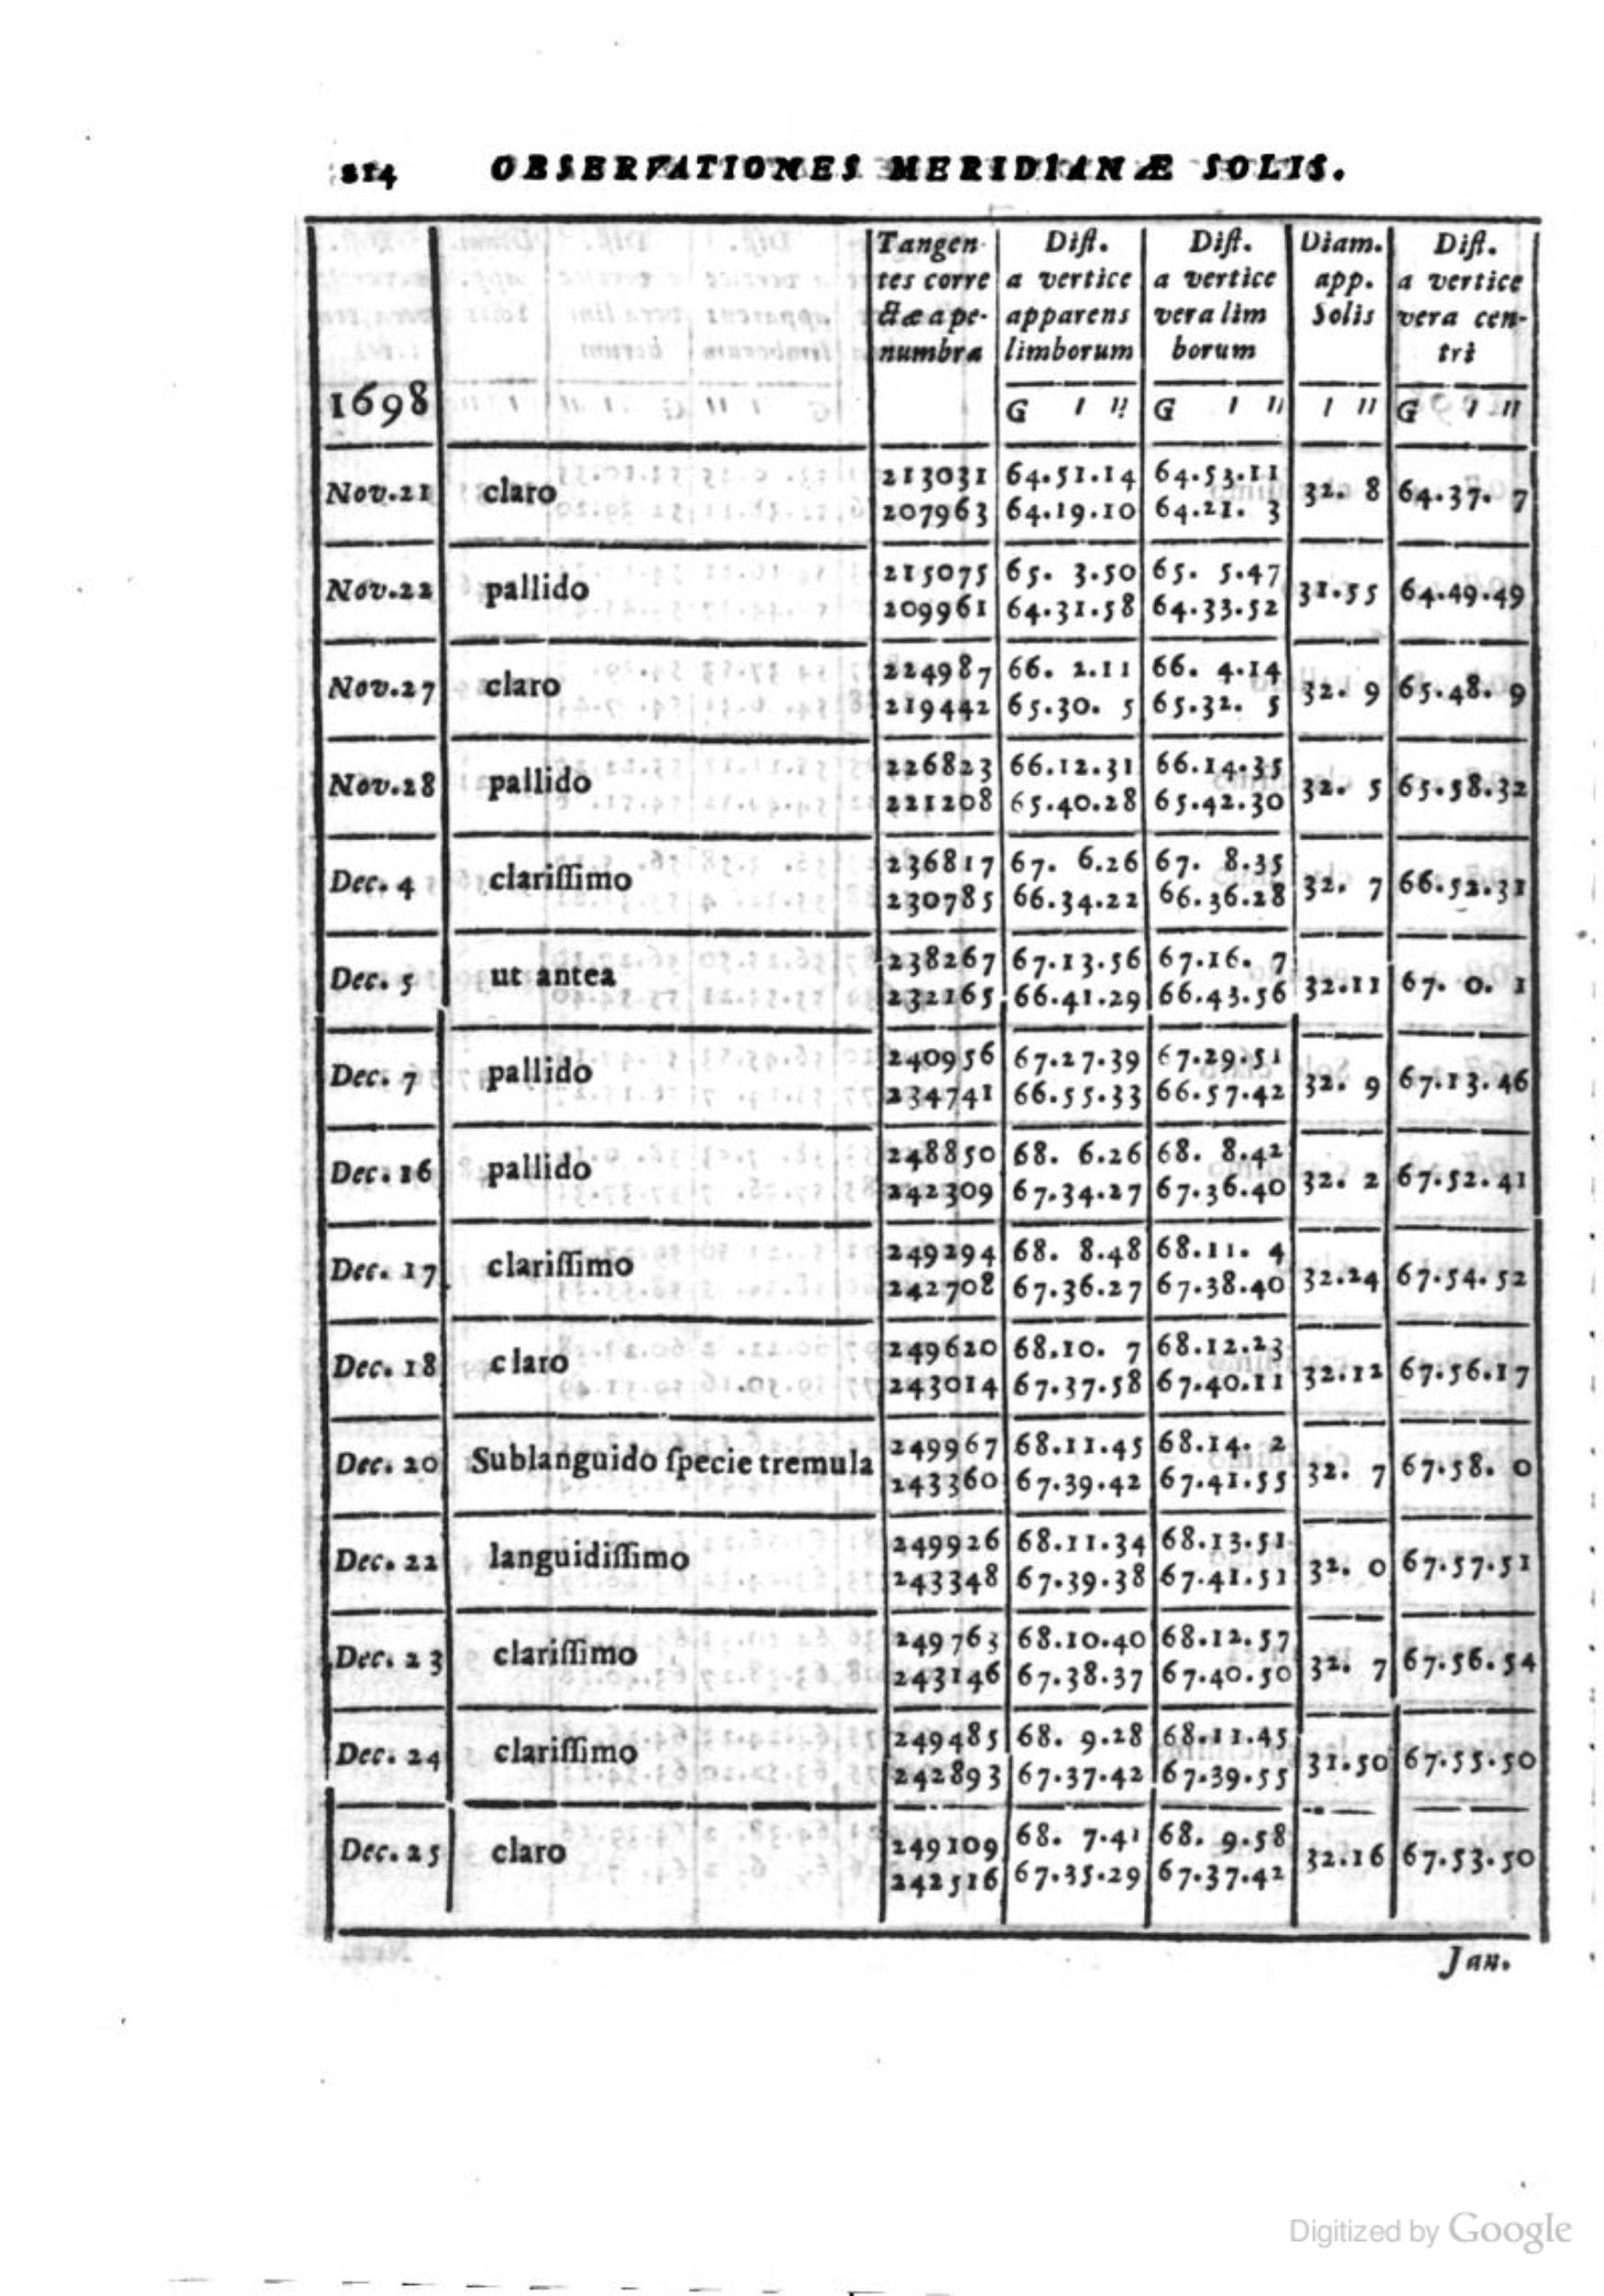 214 OBSERVATIONES MERIDIANÆ SOLIS.
Tangen- Diſt. Diſt. Diam. Diſt.
tes corre a vertice a vertice app. a vertice
ctæ a pe- apparens vera lim Solis vera cen-
numbra limborum borum tri
1698 G ı ıı G ı ıı ı ıı G ı ıı
213031 64.51.14 64.53.11
Nov.21 claro 32. 8 64.37. 7
207963 64.19.10 64.21. 3
215075 65. 3.50 65. 5.47
Nov.22 pallido 31.55 64.49.49
209961 64.31.58 64.33.52
224987 66. 2.11 66. 4.14
Nov.27 claro 32. 9 65.48. 9
219442 65.30. 5 65.32. 5
226823 66.12.31 66.14.35
Nov.28 pallido 32. 5 65.58.32
221208 65.40.28 65.42.30
236817 67. 6.26 67. 8.35
Dec. 4 clariſſimo 32. 7 66.52.31
230785 66.34.22 66.36.28
238267 67.13.56 67.16. 7
Dec. 5 ut antea 32.11 67. 0. 1
232165 66.41.29 66.43.56
240956 67.27.39 67.29.51
Dec. 7 pallido 32. 9 67.13.46
234741 66.55.33 66.57.42
248850 68. 6.26 68. 8.42
Dec. 16 pallido 32. 2 67.52.41
242309 67.34.27 67.36.40
249294 68. 8.48 68.11. 4
Dec. 17 clariſſimo 32.24 67.54.52
242708 67.36.27 67.38.40
249620 68.10. 7 68.12.23
Dec. 18 claro 32.12 67.56.17
243014 67.37.58 67.40.11
249967 68.11.45 68.14. 2
Dec. 20 Sublanguido ſpecie tremula 32. 7 67.58. 0
243360 67.39.42 67.41.55
249926 68.11.34 68.13.51
Dec. 22 languidiſſimo 32. 0 67.57.51
243348 67.39.38 67.41.51
249763 68.10.40 68.12.57
Dec. 23 clariſſimo 32. 7 67.56.54
243146 67.38.37 67.40.50
249485 68. 9.28 68.11.45
Dec. 24 clariſſimo 31.50 67.55.50
242893 67.37.42 67.39.55
249109 68. 7.41 68. 9.58
Dec. 25 claro 32.16 67.53.50
242516 67.35.29 67.37.42
Jan.
Digitized by Google